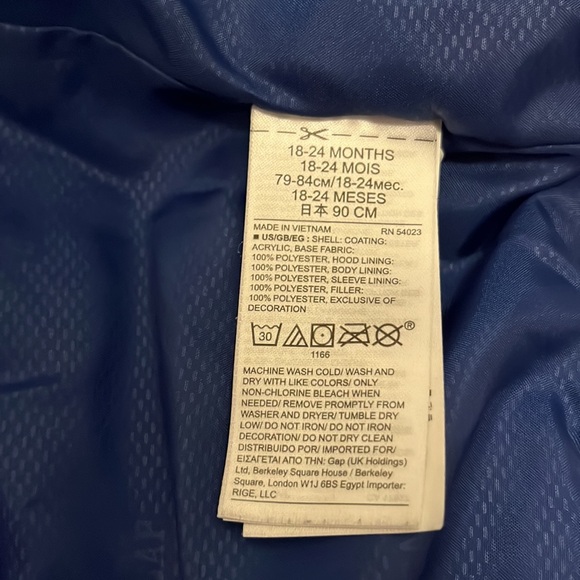 18-24 MONTHS
18-24 MOIS
79-84см/18-24мес.
18-24 MESES
日本 90 CM
MADE IN VIETNAM RN 54023
■ US/GB/EG : SHELL: COATING:
ACRYLIC, BASE FABRIC:
100% POLYESTER, HOOD LINING:
100% POLYESTER, BODY LINING:
100% POLYESTER, SLEEVE LINING:
100% POLYESTER, FILLER:
100% POLYESTER, EXCLUSIVE OF
DECORATION
30 ®
1166
MACHINE WASH COLD/ WASH AND
DRY WITH LIKE COLORS/ ONLY
NON-CHLORINE BLEACH WHEN
NEEDED/ REMOVE PROMPTLY FROM
WASHER AND DRYER/ TUMBLE DRY
LOW/ DO NOT IRON/ DO NOT IRON
DECORATION/ DO NOT DRY CLEAN
DISTRIBUIDO POR/ IMPORTED FOR/
ΕΙΣΑΓΕΤΑΙ ΑΠΟ ΤΗΝ: Gap (UK Holdings)
Ltd, Berkeley Square House / Berkeley
Square, London W1J 6BS Egypt Importer:
RIGE, LLC